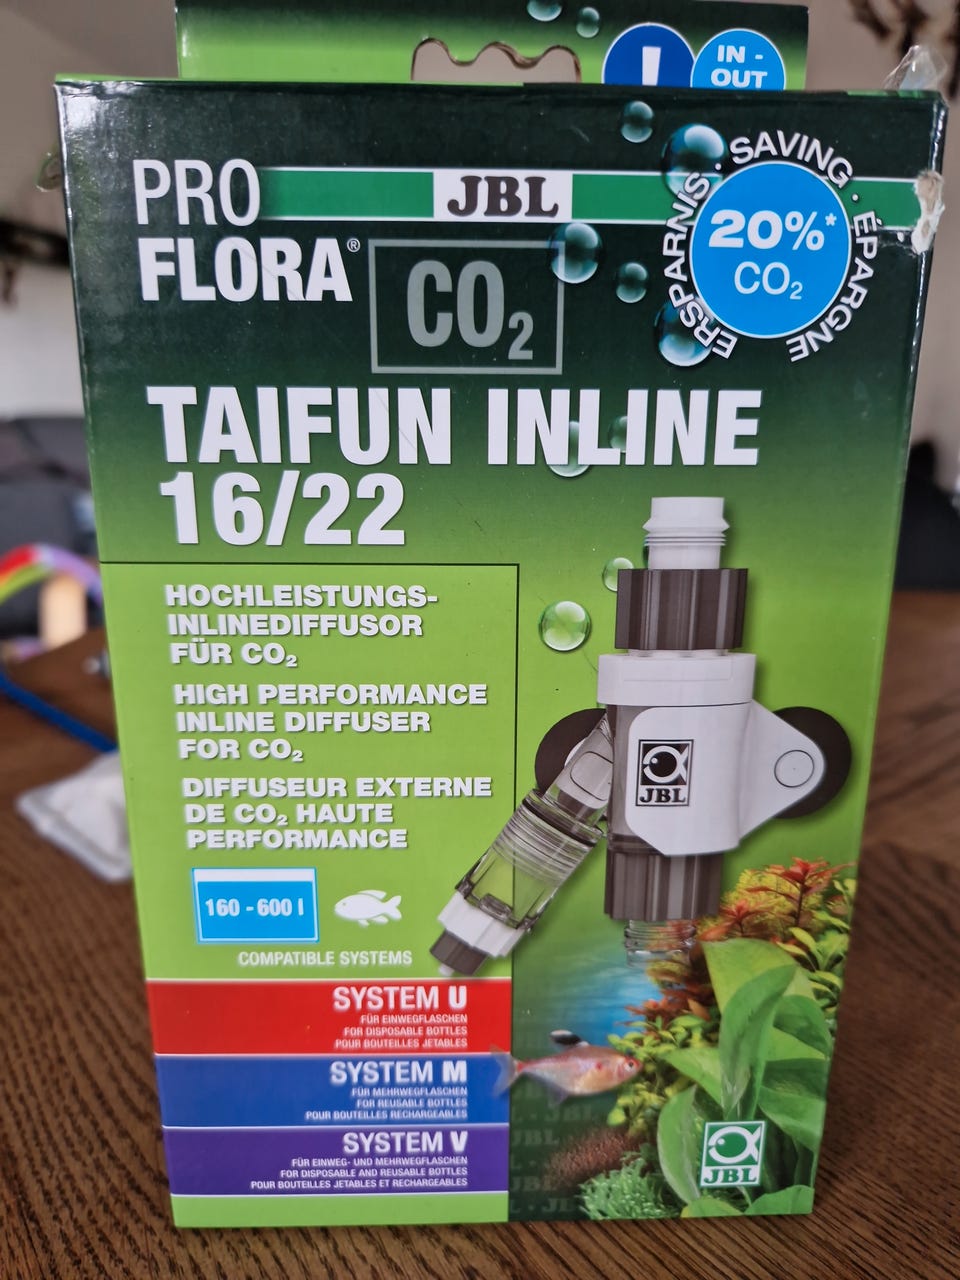 !
IN -
OUT
PRO
FLORA®
JBL
CO₂
ERSPARNIS · SAVING · ÉPARGNE
20%*
CO₂
TAIFUN INLINE
16/22
HOCHLEISTUNGS-
INLINEDIFFUSOR
FÜR CO₂
HIGH PERFORMANCE
INLINE DIFFUSER
FOR CO₂
DIFFUSEUR EXTERNE
DE CO₂ HAUTE
PERFORMANCE
JBL
160 - 600 l
COMPATIBLE SYSTEMS
SYSTEM U
FÜR EINWEGFLASCHEN
FOR DISPOSABLE BOTTLES
POUR BOUTEILLES JETABLES
SYSTEM M
FÜR MEHRWEGFLASCHEN
FOR REUSABLE BOTTLES
POUR BOUTEILLES RECHARGEABLES
SYSTEM V
FÜR EINWEG- UND MEHRWEGFLASCHEN
FOR DISPOSABLE AND REUSABLE BOTTLES
POUR BOUTEILLES JETABLES ET RECHARGEABLES
JBL